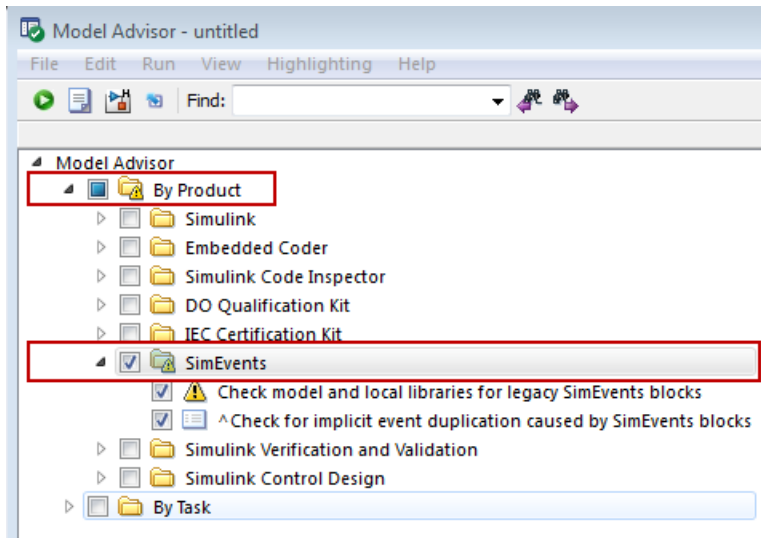 Model Advisor - untitled
File Edit Run View Highlighting Help
Find:
Model Advisor
By Product
Simulink
Embedded Coder
Simulink Code Inspector
DO Qualification Kit
IEC Certification Kit
SimEvents
Check model and local libraries for legacy SimEvents blocks
^Check for implicit event duplication caused by SimEvents blocks
Simulink Verification and Validation
Simulink Control Design
By Task